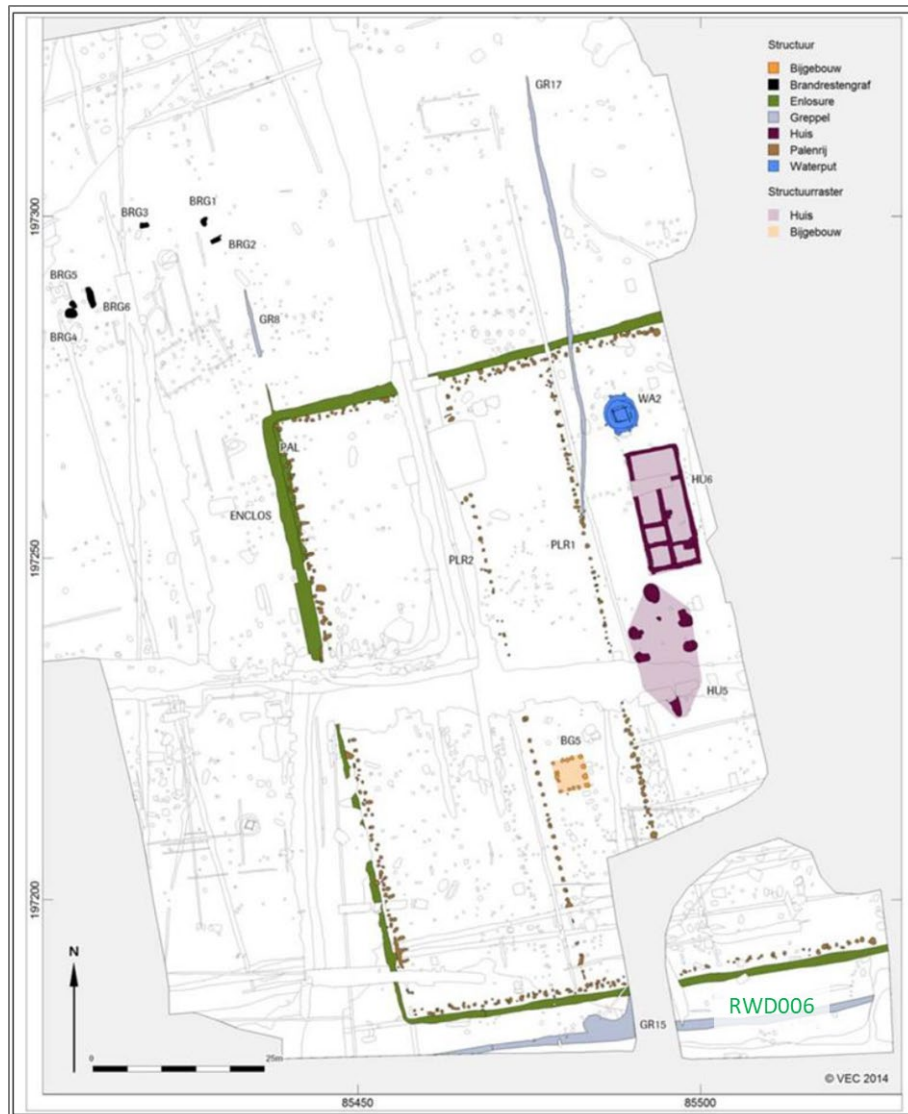 Structuur
Bijgebouw
Brandrestengraf
Enlosure
Greppel
Huis
Palenrij
Waterput
Structuurraster
Huis
Bijgebouw
GR17
197300
BRG3
BRG1
BRG2
BRG5
BRG6
BRG4
GR8
WA2
PAL
HU6
ENCLOS
197250
PLR2
PLR1
HU5
BG5
197200
N
RWD006
GR15
0
25m
© VEC 2014
85450
85500